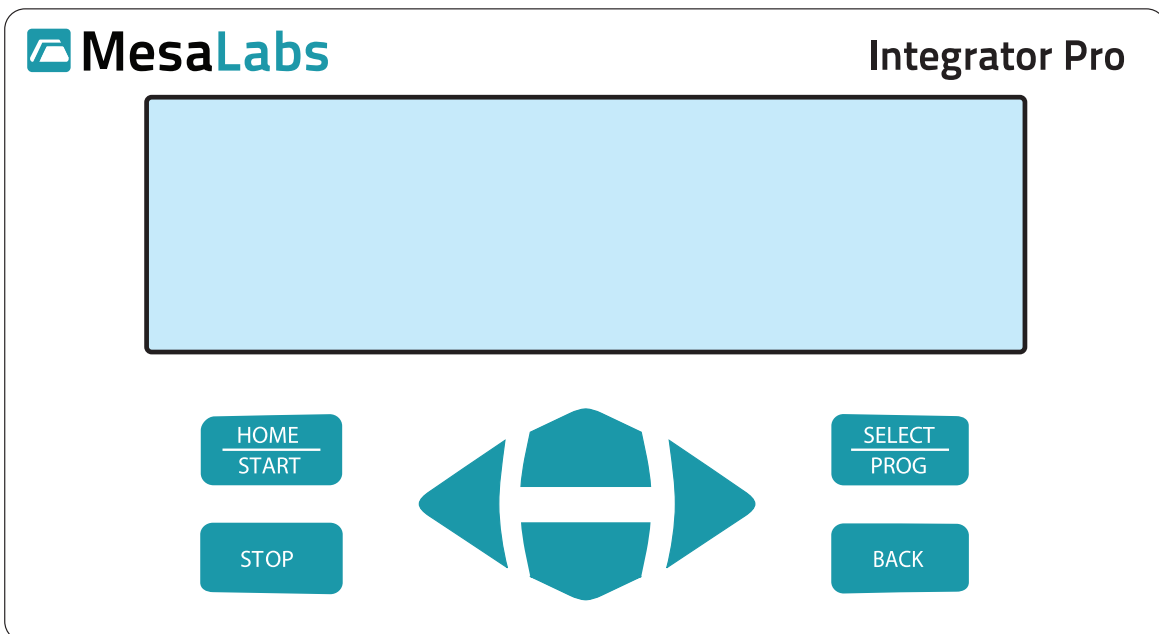 MesaLabs
Integrator Pro
HOME
START
SELECT
PROG
STOP
BACK